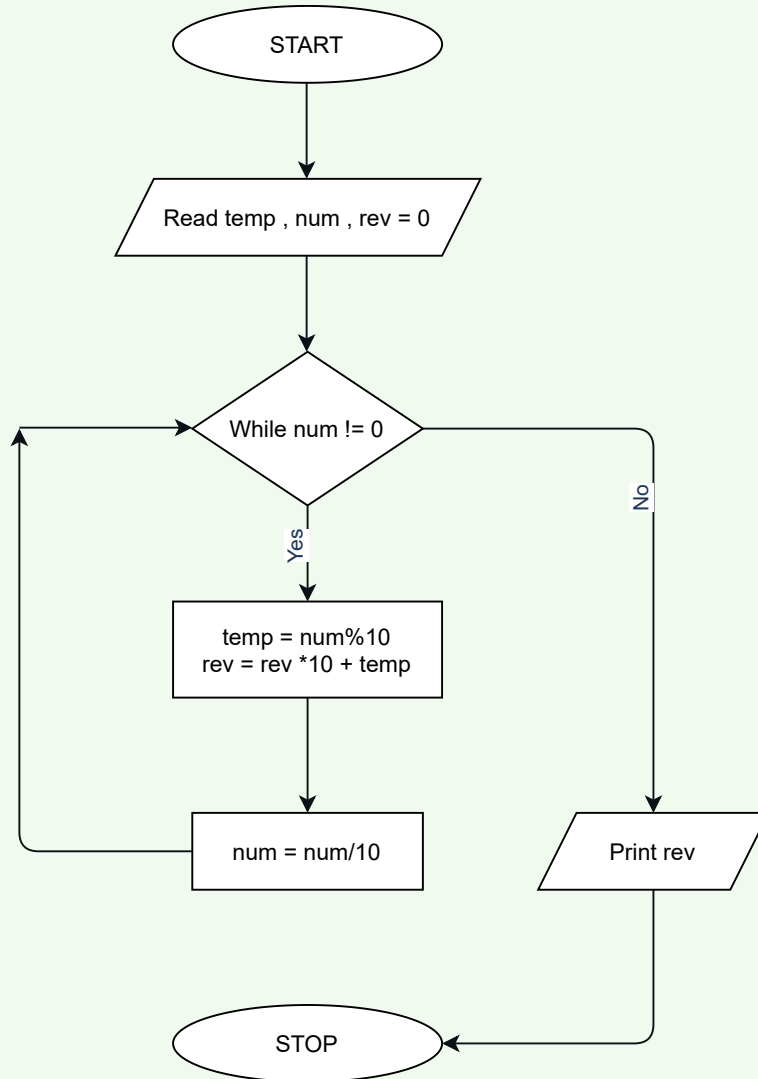 START
Read temp , num , rev = 0
While num != 0
Yes
No
temp = num%10
rev = rev *10 + temp
num = num/10
Print rev
STOP